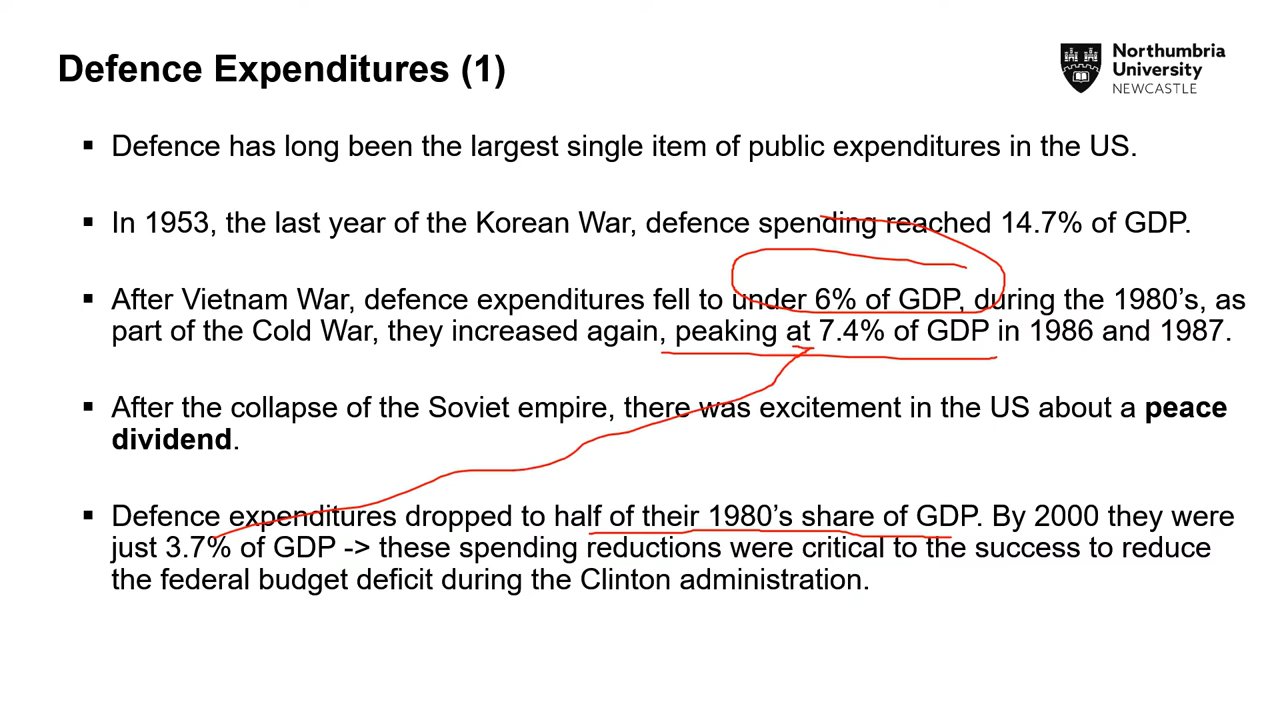 Defence Expenditures (1)
Northumbria
University
NEWCASTLE
▪ Defence has long been the largest single item of public expenditures in the US.
▪ In 1953, the last year of the Korean War, defence spending reached 14.7% of GDP.
▪ After Vietnam War, defence expenditures fell to under 6% of GDP, during the 1980’s, as
part of the Cold War, they increased again, peaking at 7.4% of GDP in 1986 and 1987.
▪ After the collapse of the Soviet empire, there was excitement in the US about a peace
dividend.
▪ Defence expenditures dropped to half of their 1980’s share of GDP. By 2000 they were
just 3.7% of GDP -> these spending reductions were critical to the success to reduce
the federal budget deficit during the Clinton administration.